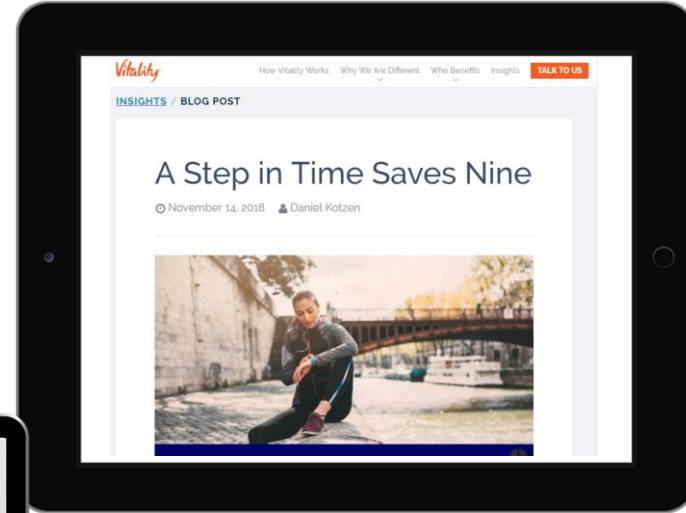 Vitality
How Vitality Works Why We Are Different Who Benefits Insights TALK TO US
INSIGHTS / BLOG POST
A Step in Time Saves Nine
November 14, 2018 Daniel Kotzen